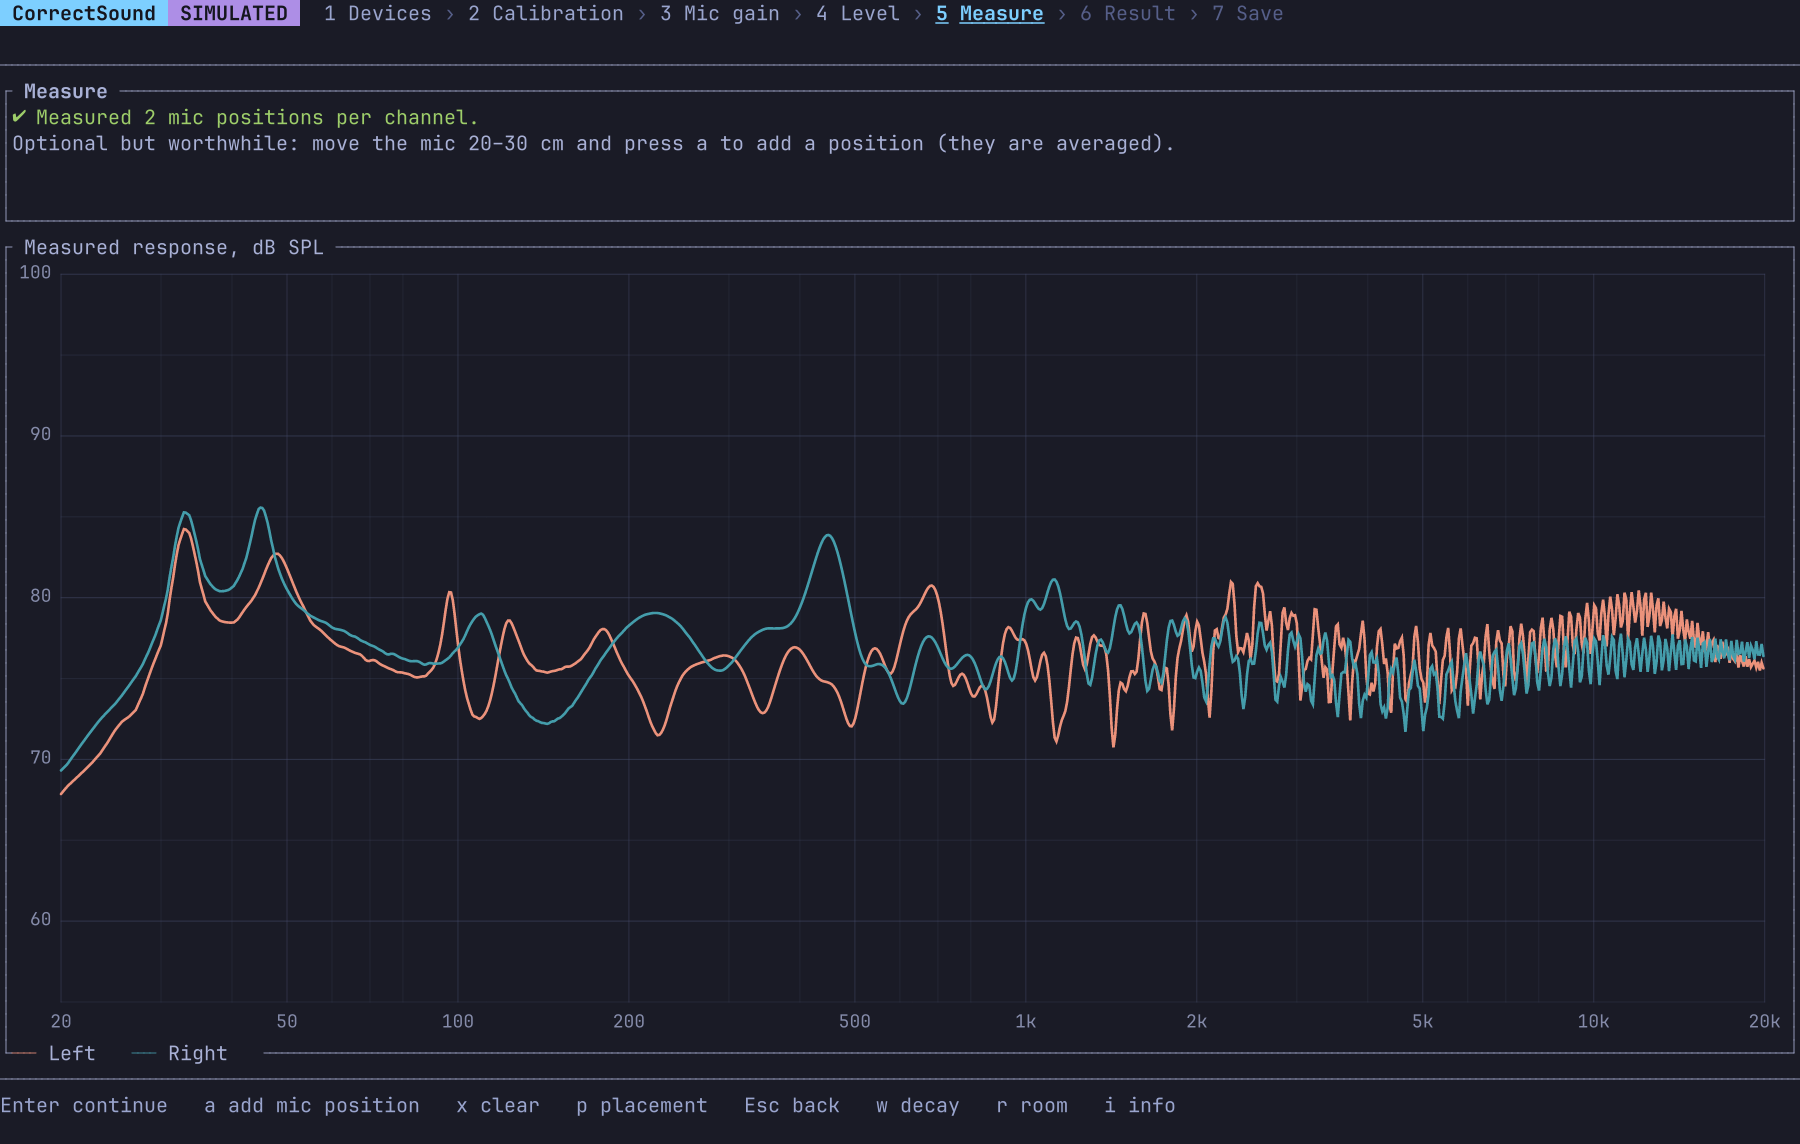 CorrectSound SIMULATED 1 Devices › 2 Calibration › 3 Mic gain › 4 Level › 5 Measure › 6 Result › 7 Save
Measure
✔ Measured 2 mic positions per channel.
Optional but worthwhile: move the mic 20–30 cm and press a to add a position (they are averaged).
Measured response, dB SPL
100
90
80
70
60
20 50 100 200 500 1k 2k 5k 10k 20k
Left Right
Enter continue a add mic position x clear p placement Esc back w decay r room i info